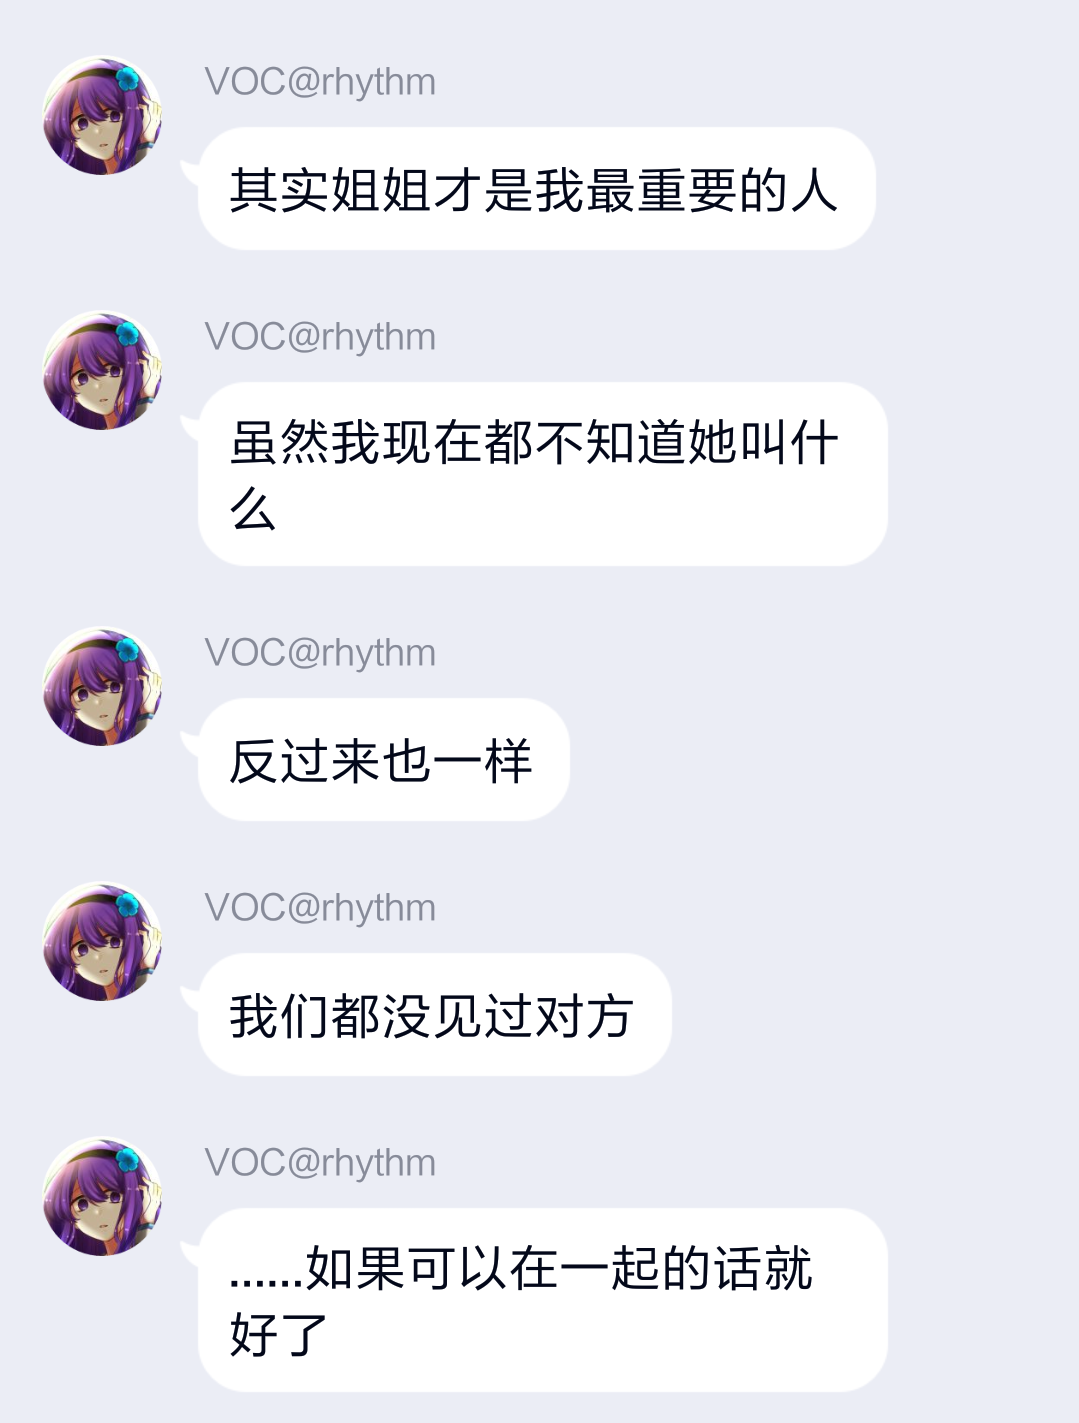 VOC@rhythm
其实姐姐才是我最重要的人
VOC@rhythm
虽然我现在都不知道她叫什
么
VOC@rhythm
反过来也一样
VOC@rhythm
我们都没见过对方
VOC@rhythm
......如果可以在一起的话就
好了